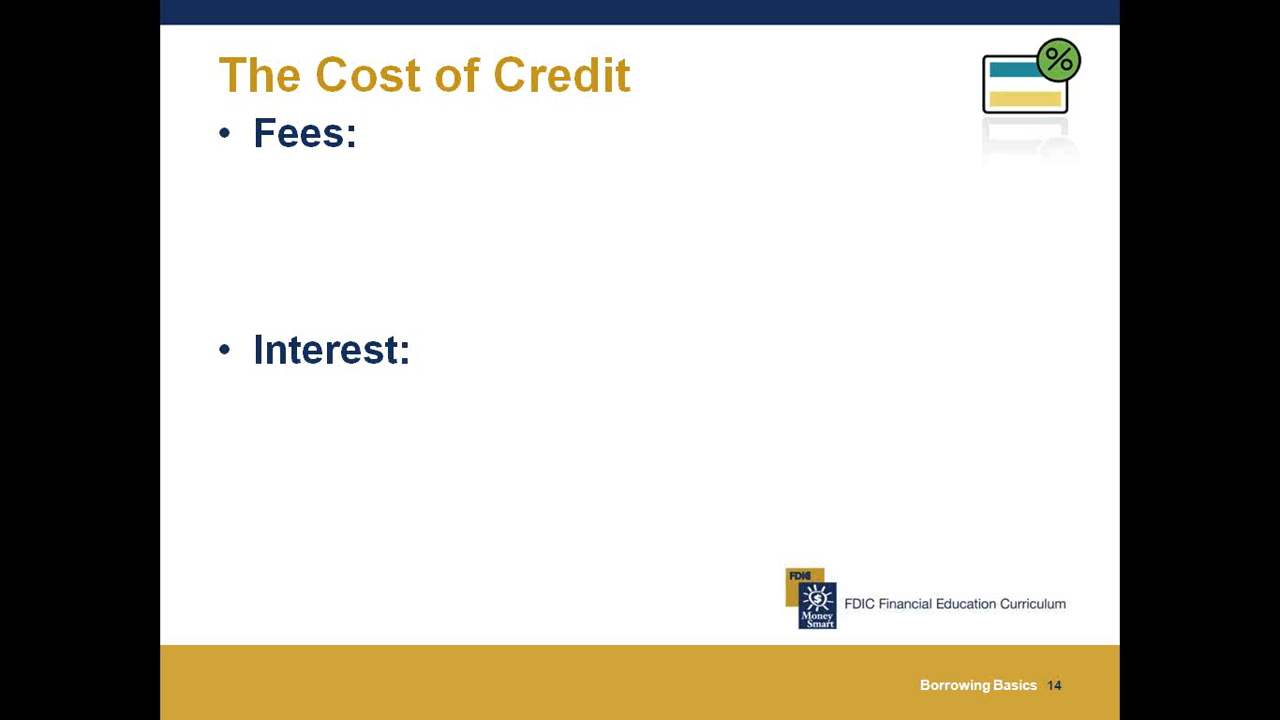 The Cost of Credit
%
• Fees:
• Interest:
FDIC
$
Money
Smart
FDIC Financial Education Curriculum
Borrowing Basics 14